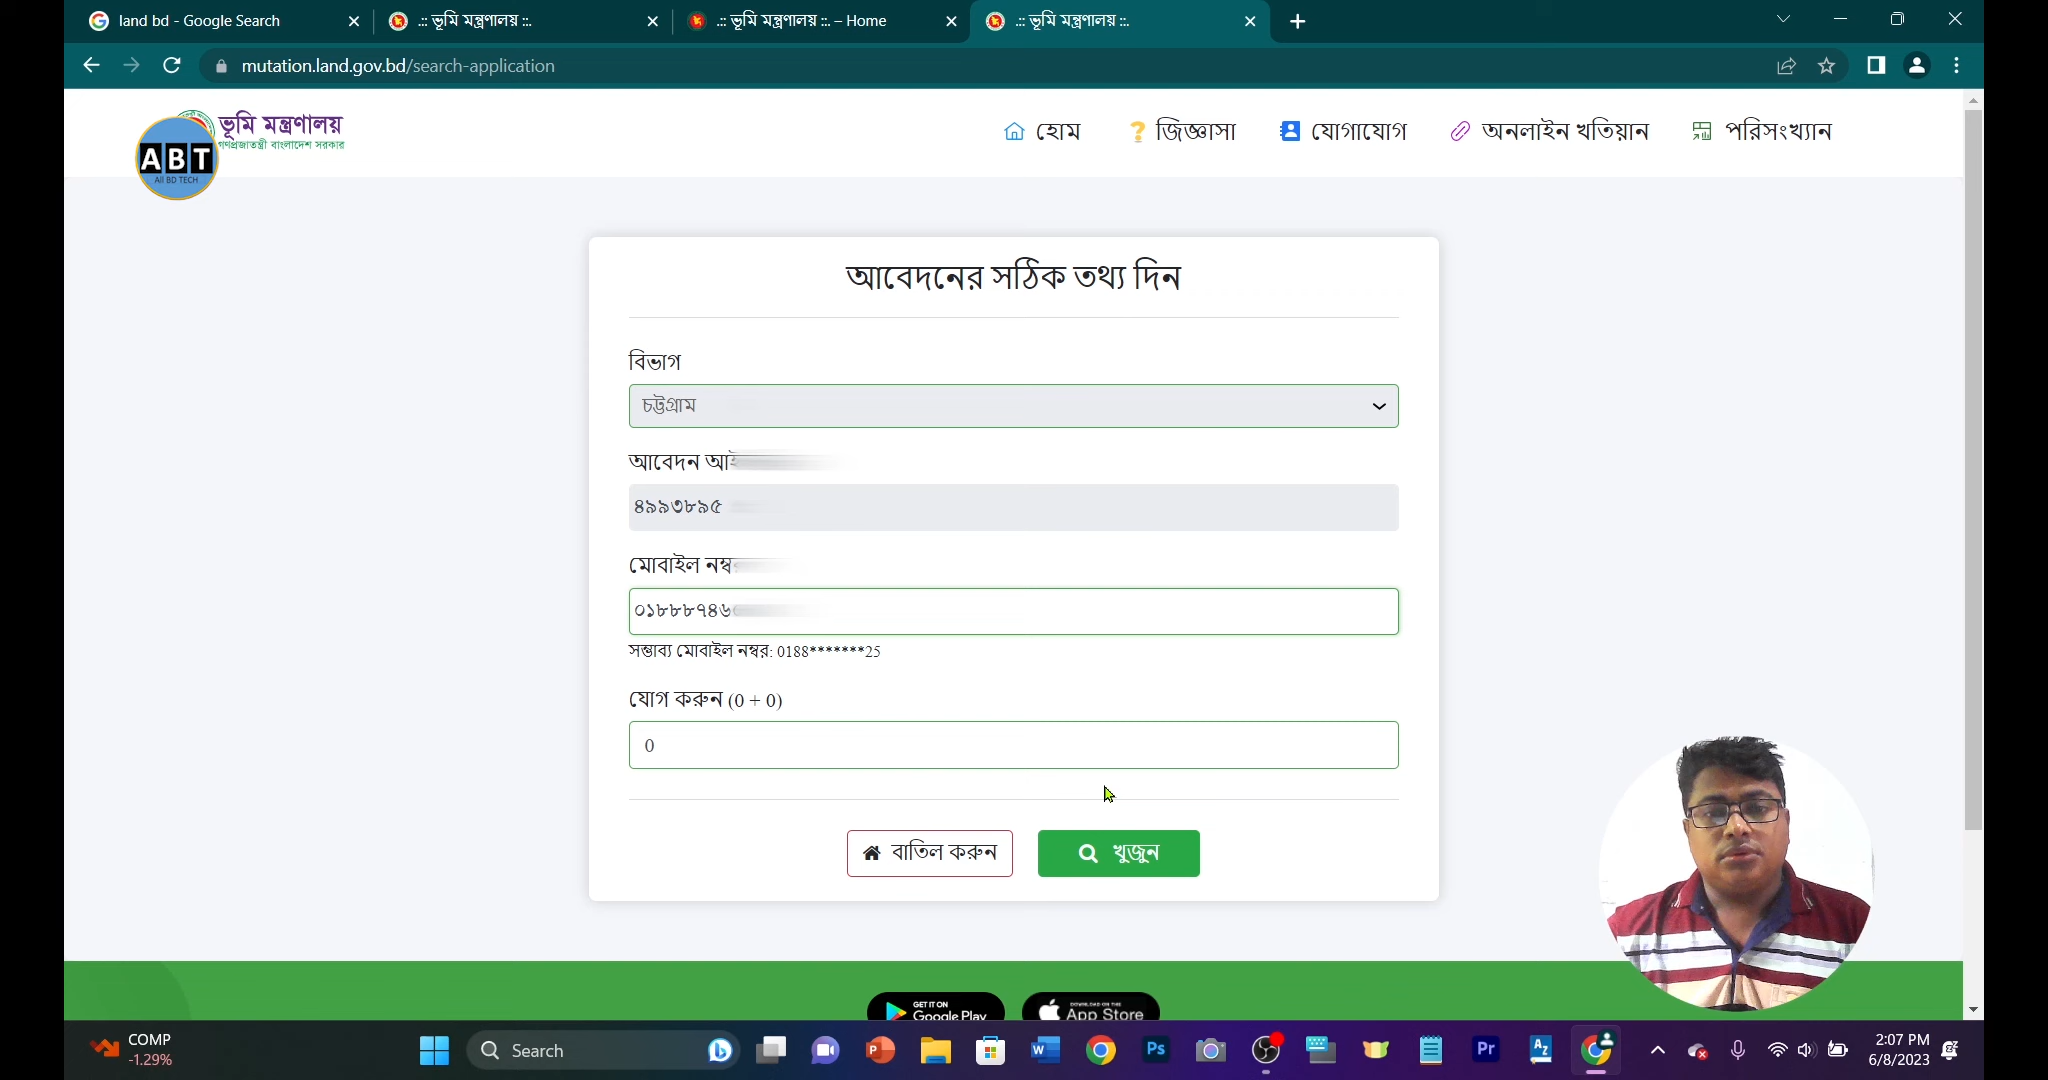 land bd - Google Search
.:: ভূমি মন্ত্রণালয় ::.
.:: ভূমি মন্ত্রণালয় ::. – Home
.:: ভূমি মন্ত্রণালয় ::.
mutation.land.gov.bd/search-application
ভূমি মন্ত্রণালয়
গণপ্রজাতন্ত্রী বাংলাদেশ সরকার
ABT
All BD TECH
হোম
জিজ্ঞাসা
যোগাযোগ
অনলাইন খতিয়ান
পরিসংখ্যান
আবেদনের সঠিক তথ্য দিন
বিভাগ
চট্টগ্রাম
আবেদন
৪৯৯৩৮৯৫
মোবাইল
০১৮৮৮৭৪৬
সম্ভাব্য মোবাইল নম্বর: 0188*******25
যোগ করুন (0 + 0)
0
বাতিল করুন
খুজুন
GET IT ON
Google Play
Download on the
App Store
COMP
-1.29%
Search
2:07 PM
6/8/2023